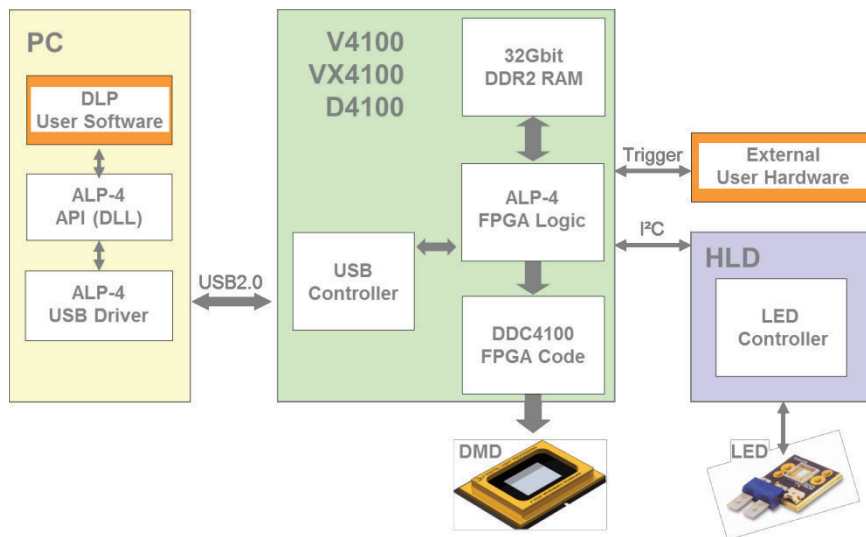 PC
DLP
User Software
ALP-4
API (DLL)
ALP-4
USB Driver
USB2.0
V4100
VX4100
D4100
32Gbit
DDR2 RAM
ALP-4
FPGA Logic
USB
Controller
DDC4100
FPGA Code
DMD
Trigger
External
User Hardware
I²C
HLD
LED
Controller
LED